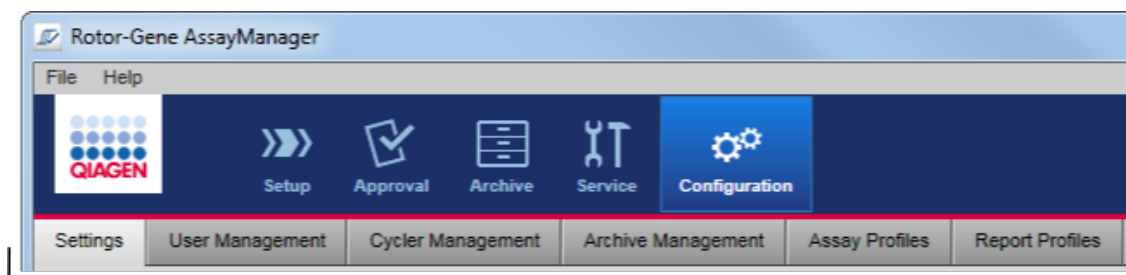 Rotor-Gene AssayManager
File Help
QIAGEN
Setup Approval Archive Service Configuration
Settings User Management Cycler Management Archive Management Assay Profiles Report Profiles